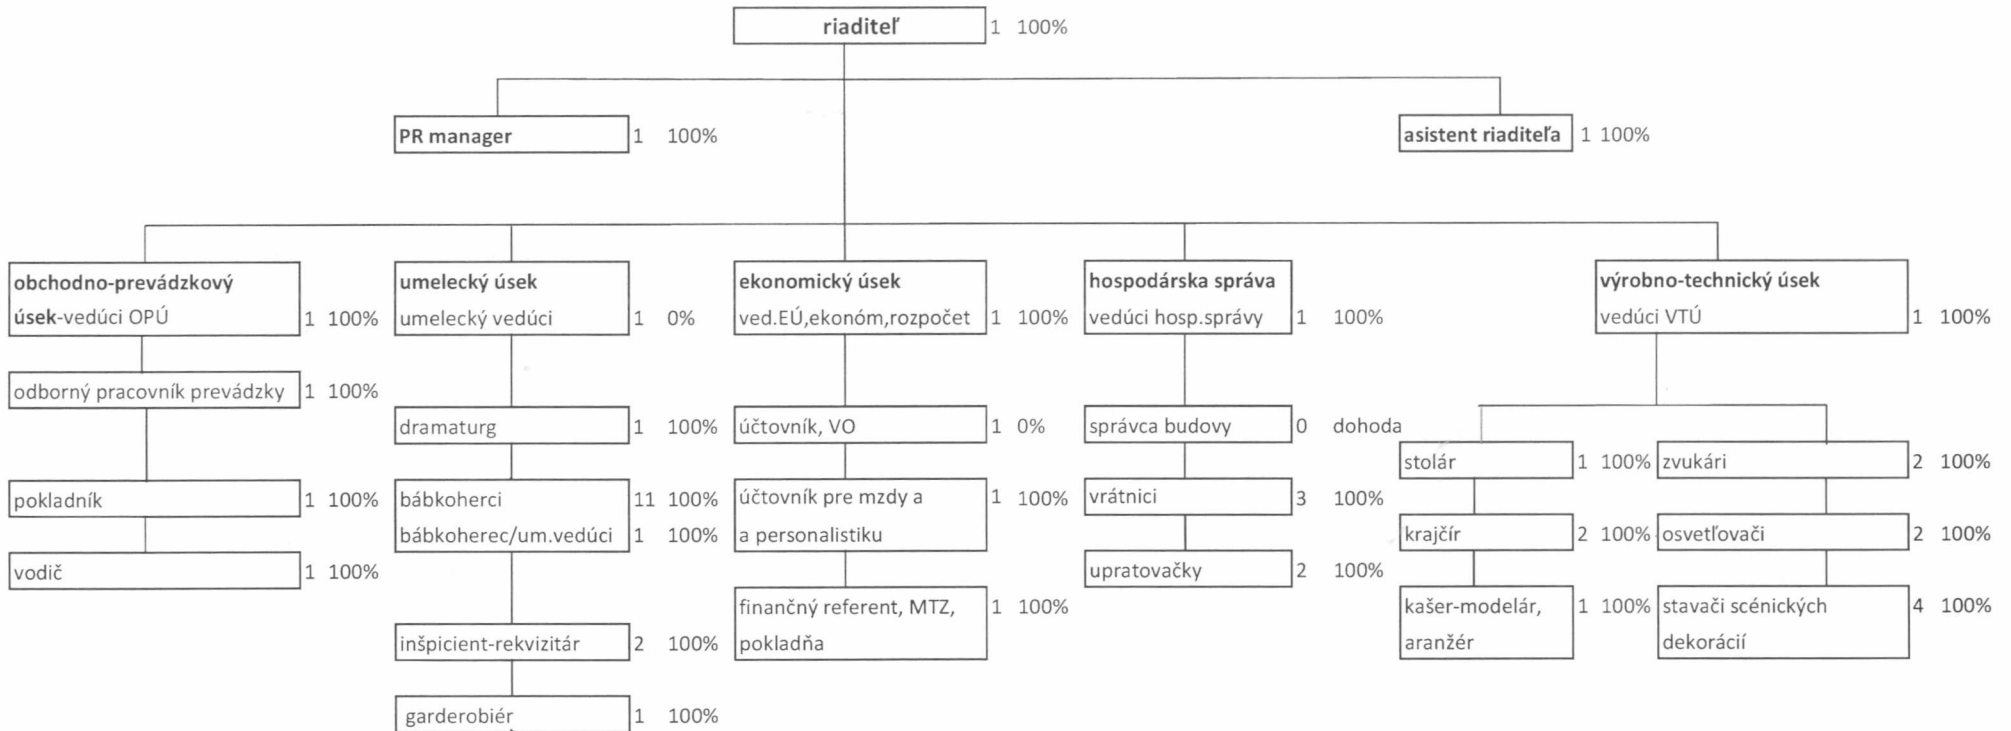 riaditeľ 1 100%
PR manager 1 100%
asistent riaditeľa 1 100%
obchodno-prevádzkový
úsek-vedúci OPÚ 1 100%
odborný pracovník prevádzky 1 100%
pokladník 1 100%
vodič 1 100%
umelecký úsek
umelecký vedúci 1 0%
dramaturg 1 100%
bábkoherci 11 100%
bábkoherec/um.vedúci 1 100%
inšpicient-rekvizitár 2 100%
garderobiér 1 100%
ekonomický úsek
ved.EÚ,ekonóm,rozpočet 1 100%
účtovník, VO 1 0%
účtovník pre mzdy a 1 100%
a personalistiku
finančný referent, MTZ, 1 100%
pokladňa
hospodárska správa
vedúci hosp.správy 1 100%
správca budovy 0 dohoda
vrátnici 3 100%
upratovačky 2 100%
výrobno-technický úsek
vedúci VTÚ 1 100%
stolár 1 100%
krajčír 2 100%
kašer-modelár, 1 100%
aranžér
zvukári 2 100%
osvetľovači 2 100%
stavači scénických 4 100%
dekorácií